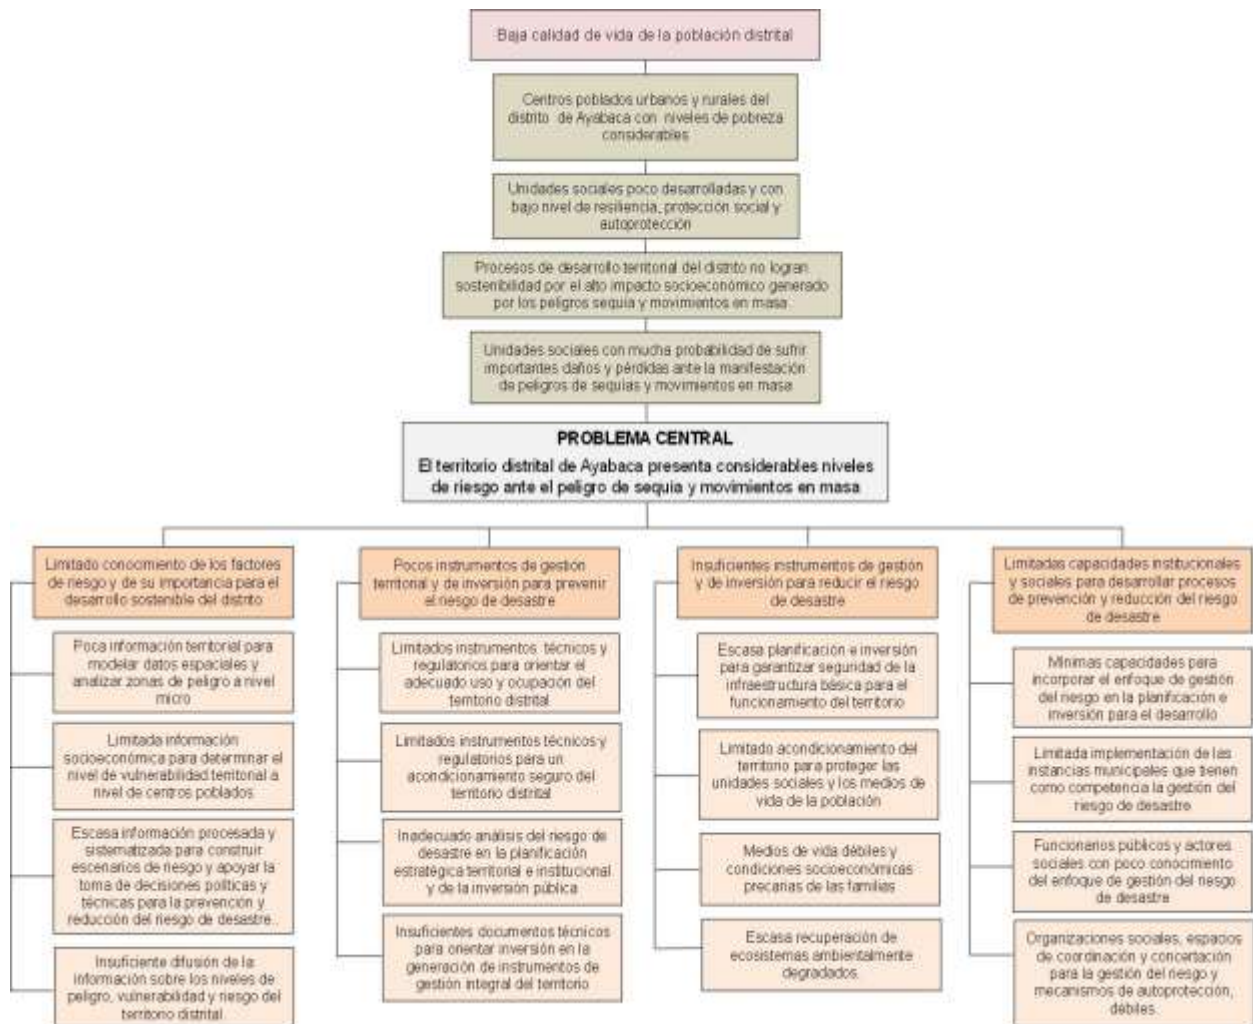 Baja calidad de vida de la población distrital
Centros poblados urbanos y rurales del
distrito de Ayabaca con niveles de pobreza
considerables
Unidades sociales poco desarrolladas y con
bajo nivel de resiliencia, protección social y
autoprotección
Procesos de desarrollo territorial del distrito no logran
sostenibilidad por el alto impacto socioeconómico generado
por los peligros sequia y movimientos en masa
Unidades sociales con mucha probabilidad de sufrir
importantes daños y pérdidas ante la manifestación
de peligros de sequías y movimientos en masa
PROBLEMA CENTRAL
El territorio distrital de Ayabaca presenta considerables niveles
de riesgo ante el peligro de sequia y movimientos en masa
Limitado conocimiento de los factores
de riesgo y de su importancia para el
desarrollo sostenible del distrito
Poca información territorial para
modelar datos espaciales y
analizar zonas de peligro a nivel
micro
Limitada información
socioeconómica para determinar el
nivel de vulnerabilidad territorial a
nivel de centros poblados
Escasa información procesada y
sistematizada para construir
escenarios de riesgo y apoyar la
toma de decisiones políticas y
técnicas para la prevención y
reducción del riesgo de desastre.
Insuficiente difusión de la
información sobre los niveles de
peligro, vulnerabilidad y riesgo del
territorio distrital.
Pocos instrumentos de gestión
territorial y de inversión para prevenir
el riesgo de desastre
Limitados instrumentos técnicos y
regulatorios para orientar el
adecuado uso y ocupación del
territorio distrital
Limitados instrumentos técnicos y
regulatorios para un
acondicionamiento seguro del
territorio distrital
Inadecuado análisis del riesgo de
desastre en la planificación
estratégica territorial e institucional
y de la inversión pública
Insuficientes documentos técnicos
para orientar inversión en la
generación de instrumentos de
gestión integral del territorio
Insuficientes instrumentos de gestión
y de inversión para reducir el riesgo
de desastre
Escasa planificación e inversión
para garantizar seguridad de la
infraestructura básica para el
funcionamiento del territorio
Limitado acondicionamiento del
territorio para proteger las
unidades sociales y los medios de
vida de la población
Medios de vida débiles y
condiciones socioeconómicas
precarias de las familias
Escasa recuperación de
ecosistemas ambientalmente
degradados.
Limitadas capacidades institucionales
y sociales para desarrollar procesos
de prevención y reducción del riesgo
de desastre
Mínimas capacidades para
incorporar el enfoque de gestión
del riesgo en la planificación e
inversión para el desarrollo
Limitada implementación de las
instancias municipales que tienen
como competencia la gestión del
riesgo de desastre
Funcionarios públicos y actores
sociales con poco conocimiento
del enfoque de gestión del riesgo
de desastre
Organizaciones sociales, espacios
de coordinación y concertación
para la gestión del riesgo y
mecanismos de autoprotección,
débiles.